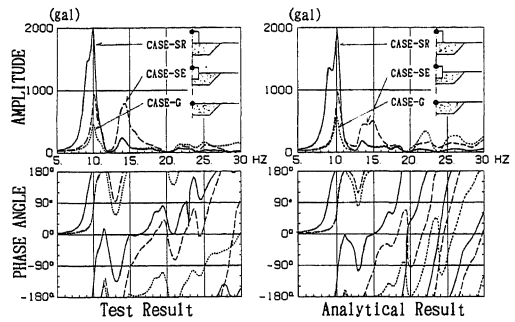 (gal)
2000
1000
0
AMPLITUDE
CASE-SR
CASE-SE
CASE-G
5. 10. 15. 20. 25. 30 HZ
180°
90°
0°
-90°
-180°
PHASE ANGLE
Test Result
(gal)
2000
1000
0
CASE-SR
CASE-SE
CASE-G
5. 10. 15. 20. 25. 30 HZ
180°
90°
0°
-90°
-180°
Analytical Result